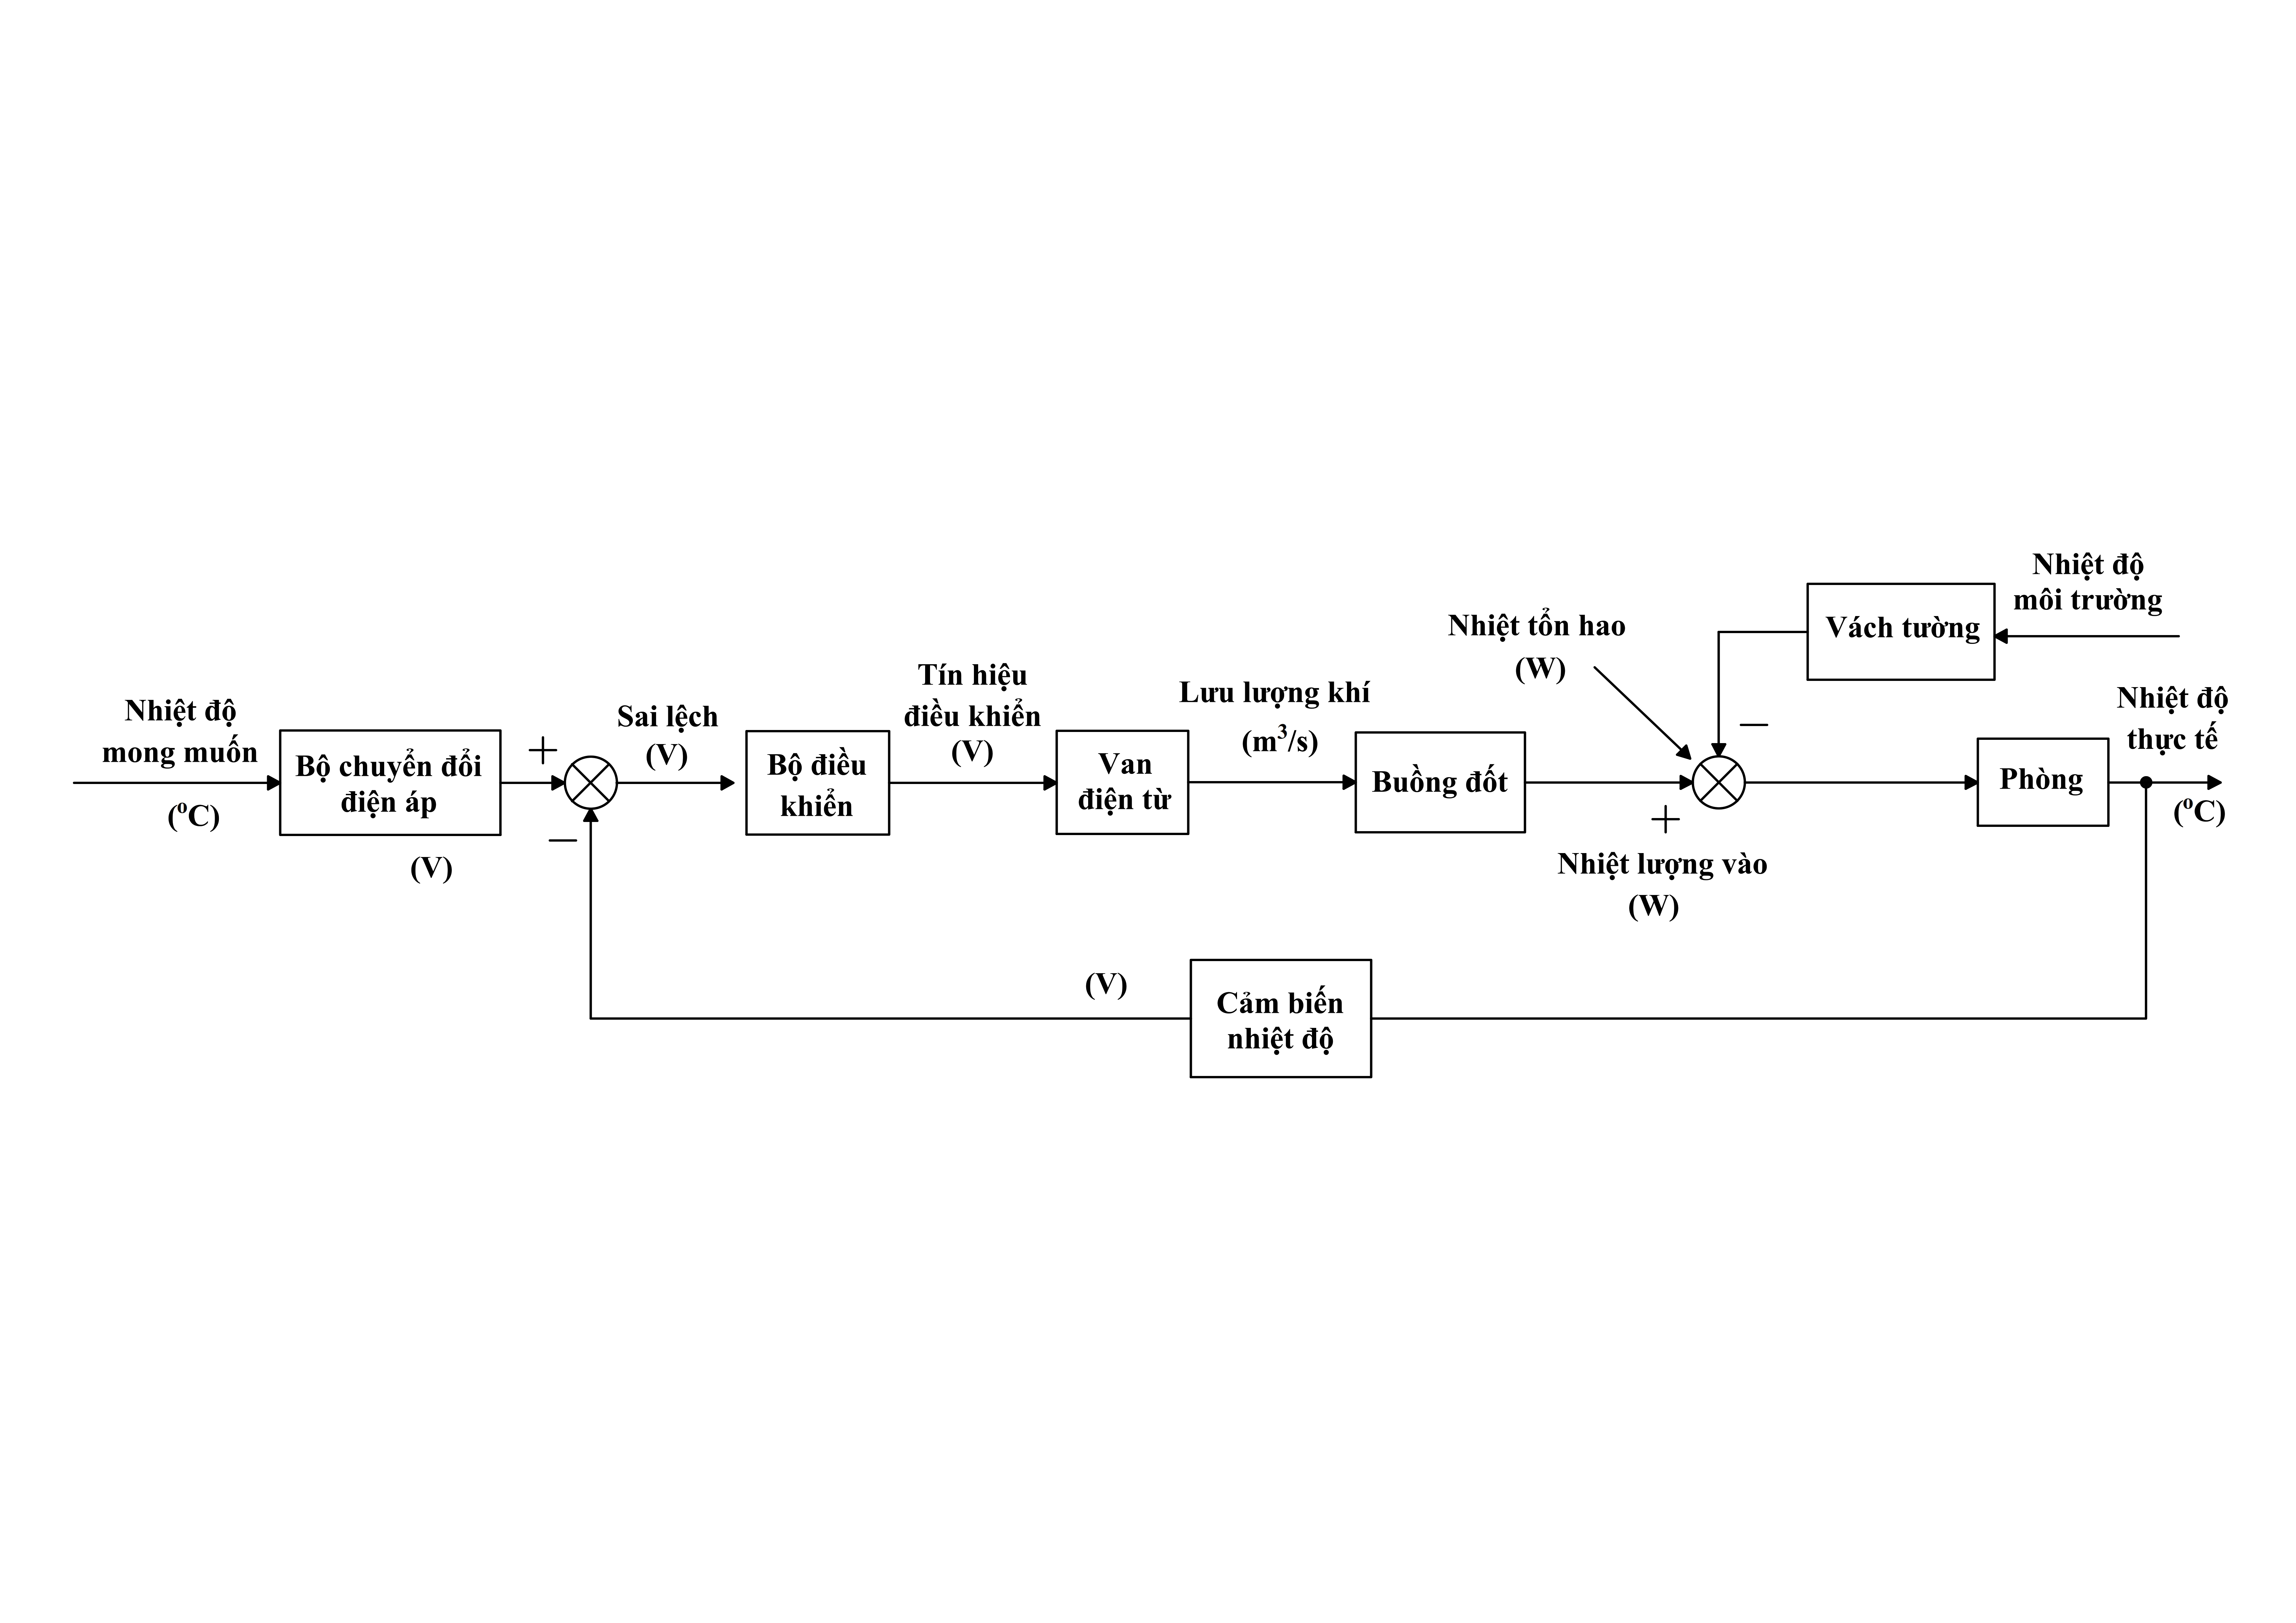 Nhiệt độ
mong muốn
(⁰C)
Bộ chuyển đổi
điện áp
(V)
+
−
Sai lệch
(V)
Bộ điều
khiển
Tín hiệu
điều khiển
(V)
Van
điện từ
Lưu lượng khí
(m³/s)
Buồng đốt
Nhiệt tổn hao
(W)
+
Nhiệt lượng vào
(W)
−
Vách tường
Nhiệt độ
môi trường
Phòng
Nhiệt độ
thực tế
(⁰C)
(V)
Cảm biến
nhiệt độ